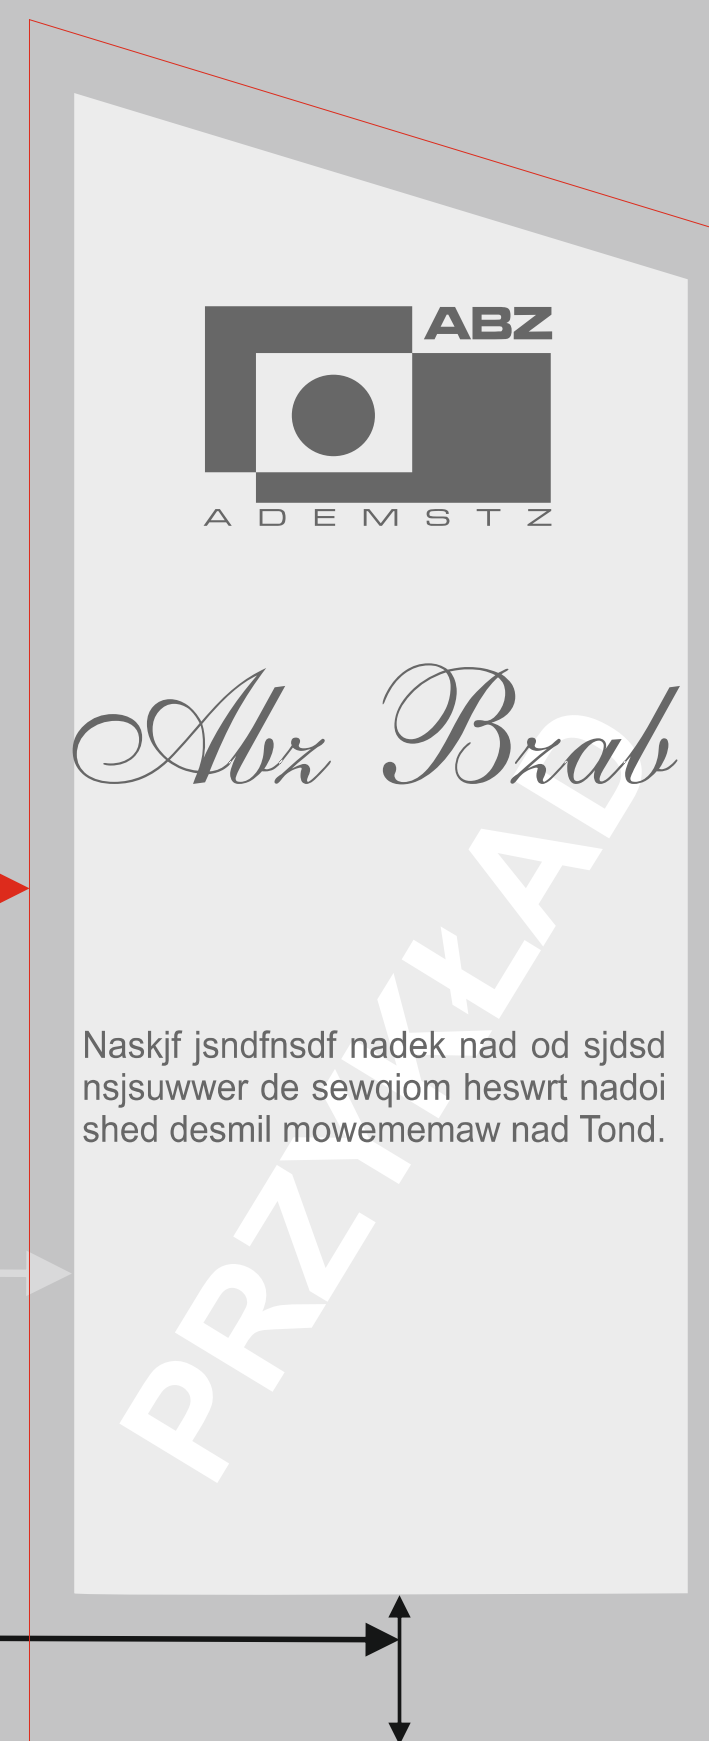 ABZ
ADEMSTZ
Abz Bzab
Naskjf jsndfnsdf nadek nad od sjdsd
nsjsuwwer de sewqiom heswrt nadoi
shed desmil mowememaw nad Tond.
PRZYKŁAD